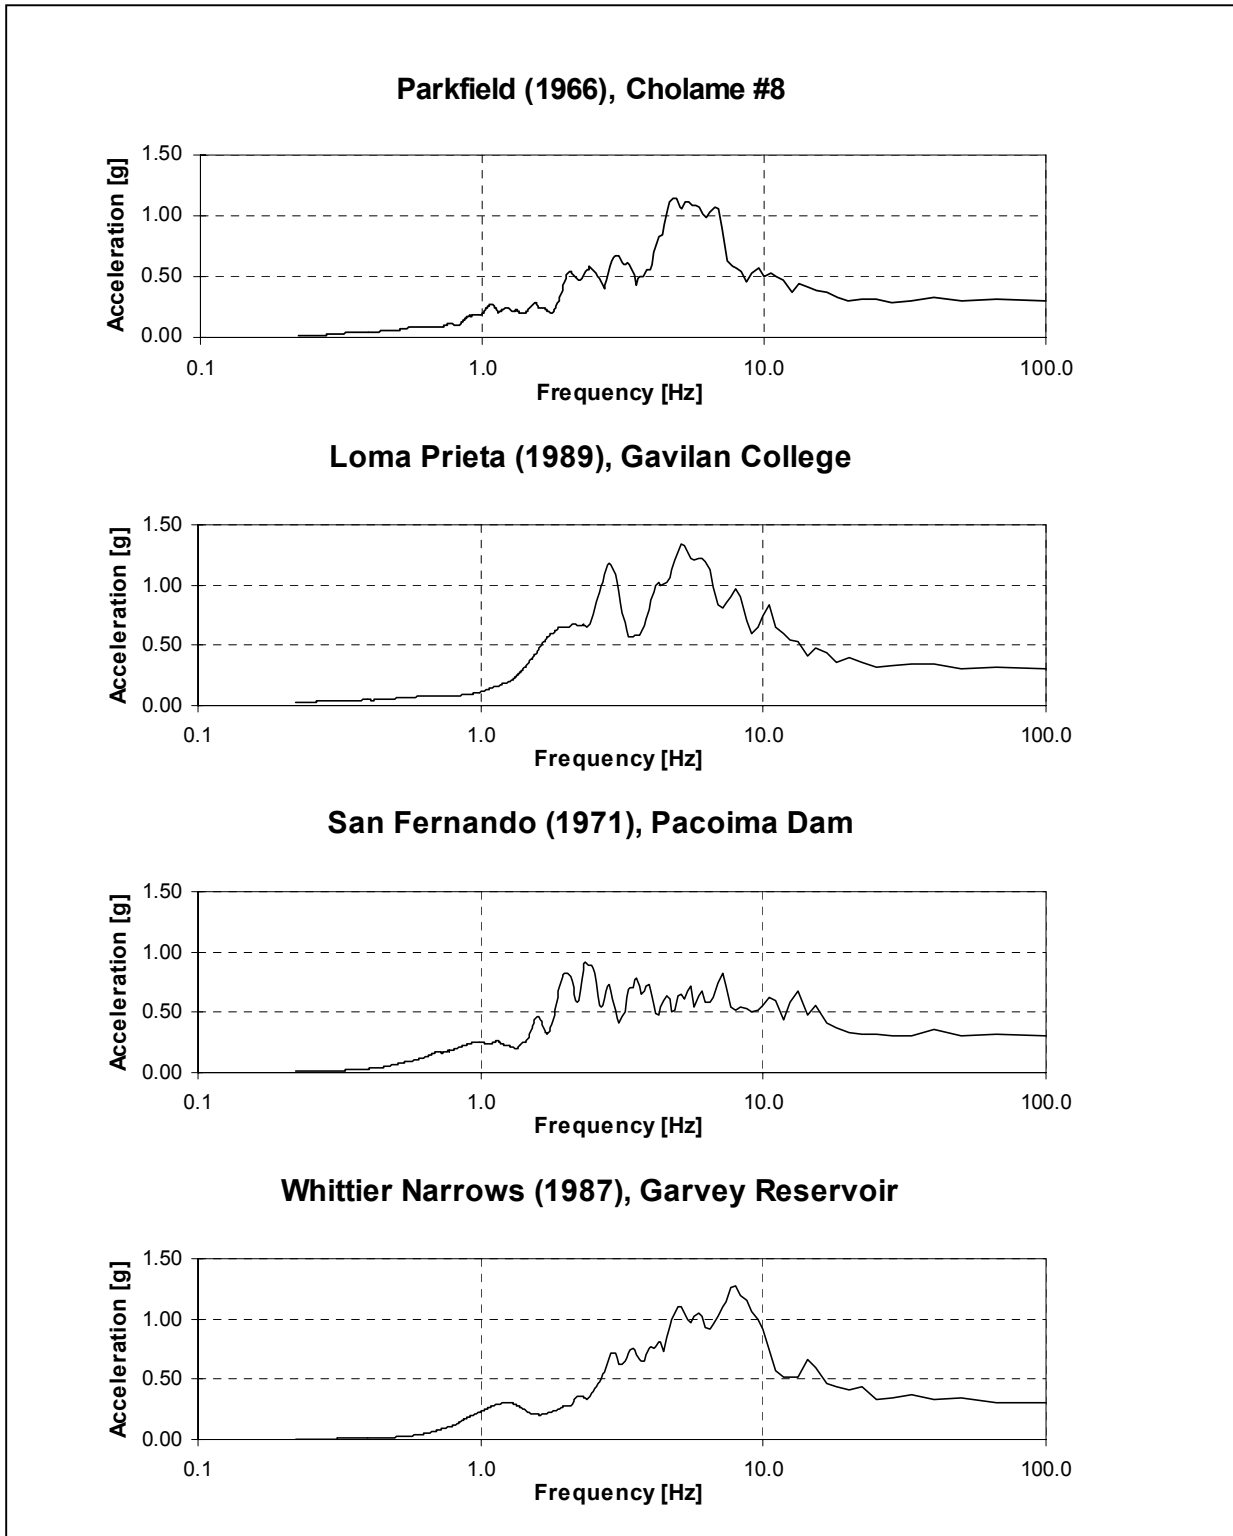 Parkfield (1966), Cholame #8
Acceleration [g]
1.50
1.00
0.50
0.00
0.1 1.0 10.0 100.0
Frequency [Hz]
Loma Prieta (1989), Gavilan College
Acceleration [g]
1.50
1.00
0.50
0.00
0.1 1.0 10.0 100.0
Frequency [Hz]
San Fernando (1971), Pacoima Dam
Acceleration [g]
1.50
1.00
0.50
0.00
0.1 1.0 10.0 100.0
Frequency [Hz]
Whittier Narrows (1987), Garvey Reservoir
Acceleration [g]
1.50
1.00
0.50
0.00
0.1 1.0 10.0 100.0
Frequency [Hz]